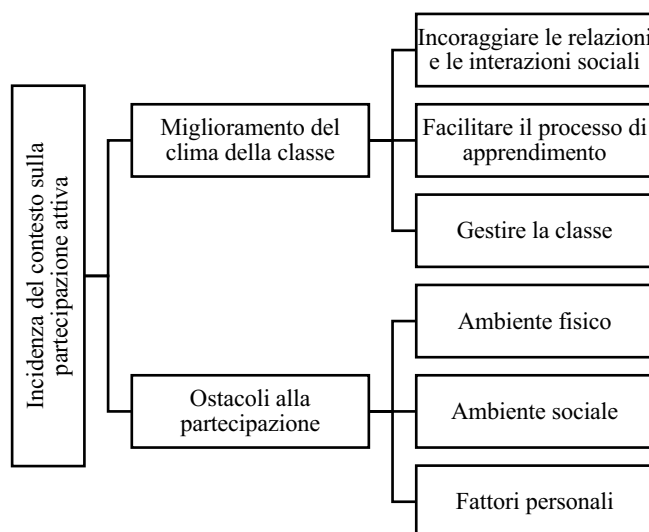 Incidenza del contesto sulla
partecipazione attiva
Miglioramento del
clima della classe
Incoraggiare le relazioni
e le interazioni sociali
Facilitare il processo di
apprendimento
Gestire la classe
Ostacoli alla
partecipazione
Ambiente fisico
Ambiente sociale
Fattori personali